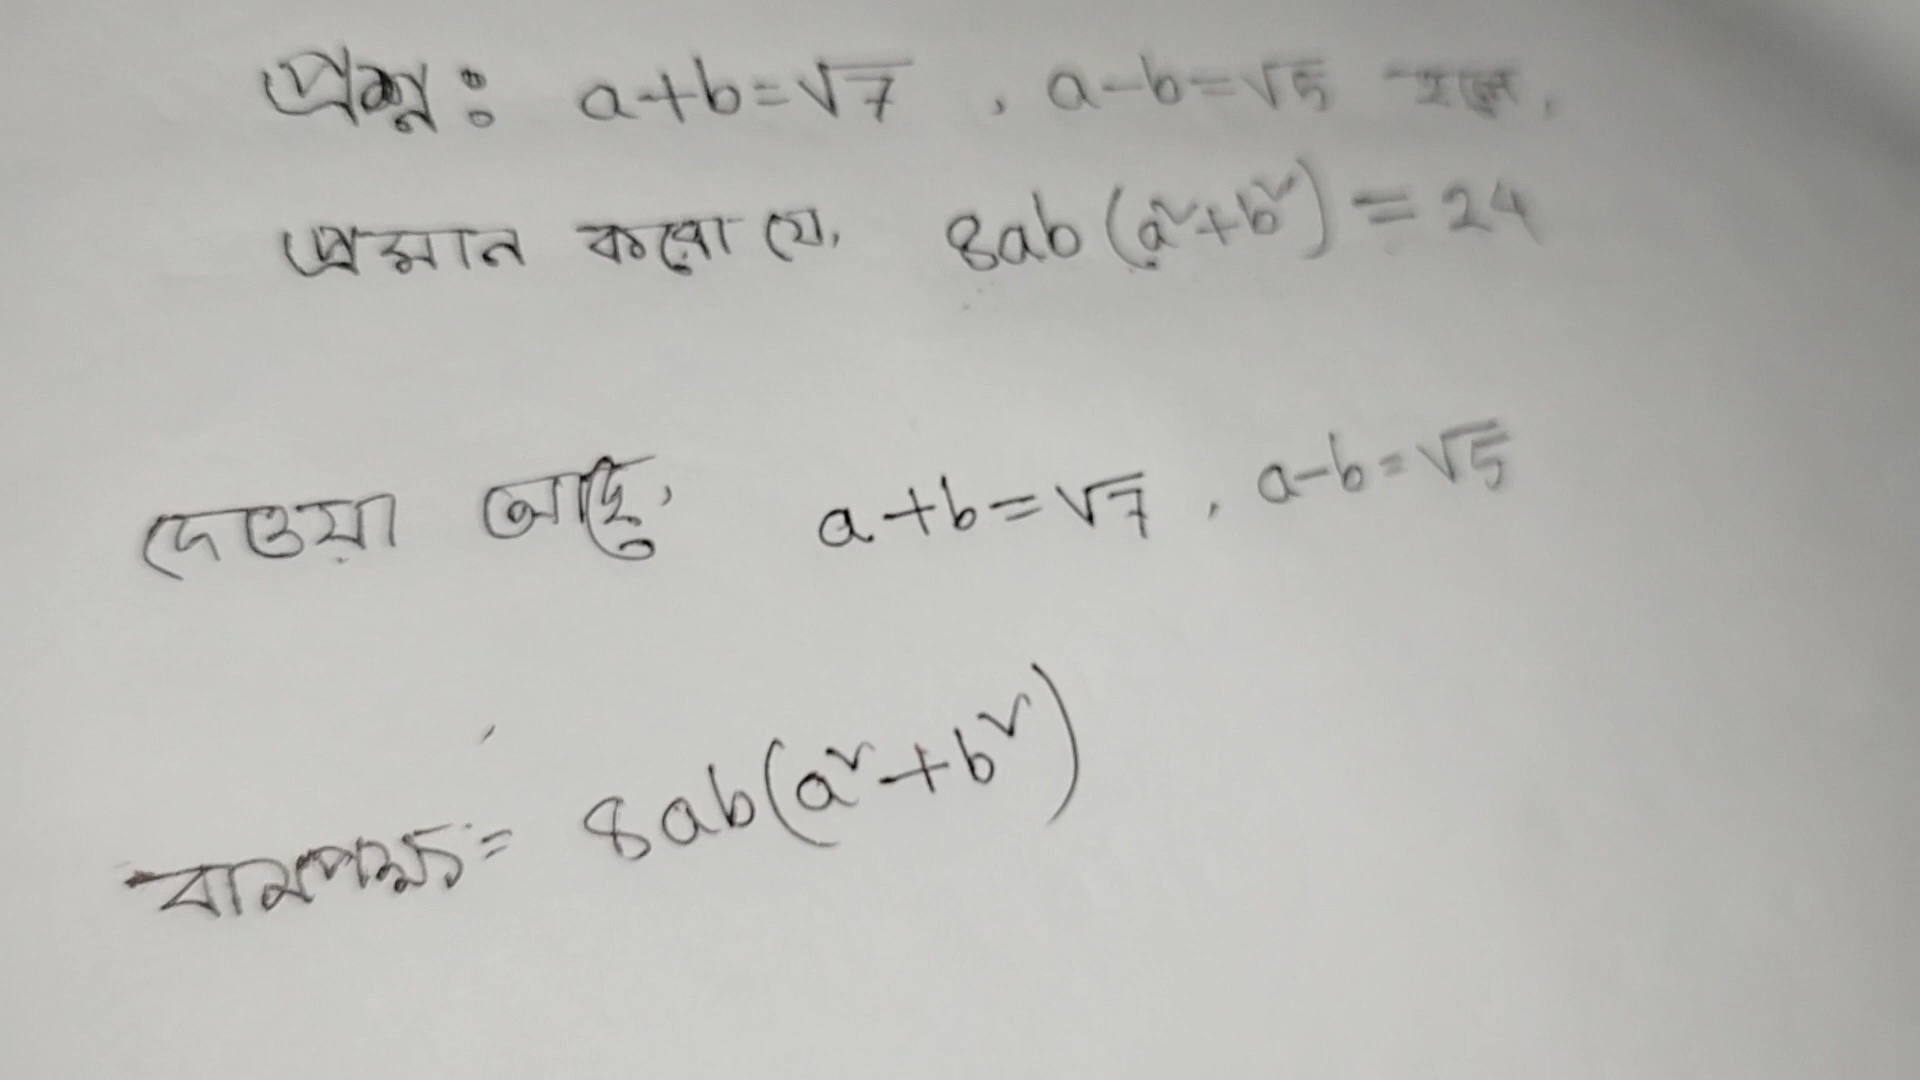 প্রশ্ন: a+b=√7 , a-b=√5 হলে,
প্রমান করো যে, 8ab(a²+b²) = 24
দেওয়া আছে, a+b=√7 , a-b=√5
বামপক্ষ= 8ab(a²+b²)